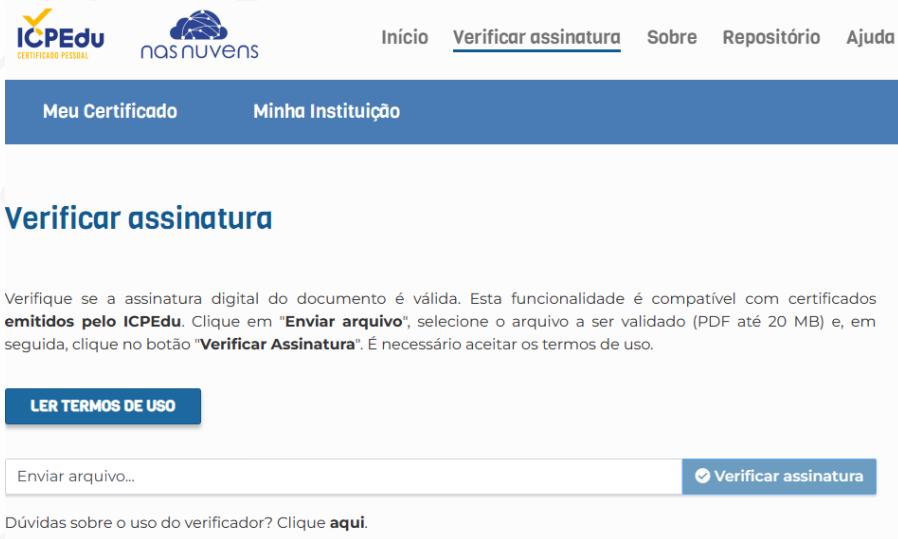 ICPEdu
CERTIFICADO PESSOAL
nas nuvens
Início Verificar assinatura Sobre Repositório Ajuda
Meu Certificado Minha Instituição
Verificar assinatura
Verifique se a assinatura digital do documento é válida. Esta funcionalidade é compatível com certificados
emitidos pelo ICPEdu. Clique em "Enviar arquivo", selecione o arquivo a ser validado (PDF até 20 MB) e, em
seguida, clique no botão "Verificar Assinatura". É necessário aceitar os termos de uso.
LER TERMOS DE USO
Enviar arquivo... Verificar assinatura
Dúvidas sobre o uso do verificador? Clique aqui.